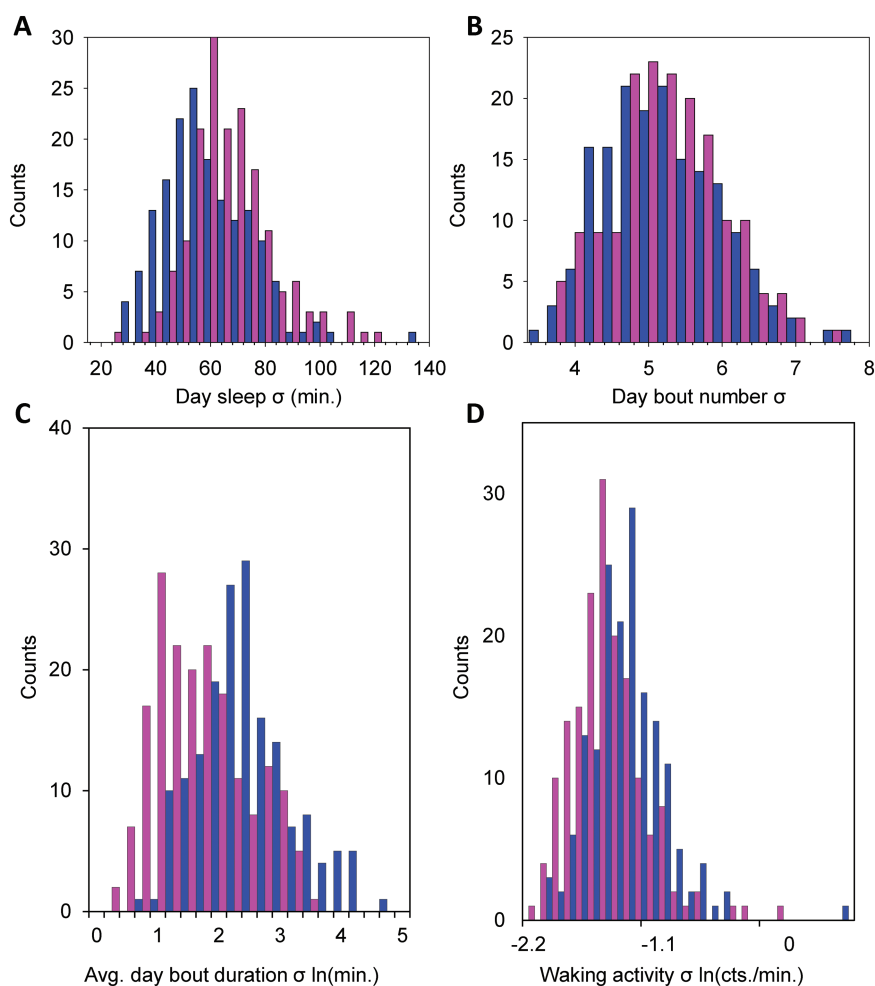 A
30
25
20
15
10
5
0
Counts
20 40 60 80 100 120 140
Day sleep σ (min.)
B
25
20
15
10
5
0
Counts
4 5 6 7 8
Day bout number σ
C
40
30
20
10
0
Counts
0 1 2 3 4 5
Avg. day bout duration σ ln(min.)
D
30
20
10
0
Counts
-2.2 -1.1 0
Waking activity σ ln(cts./min.)